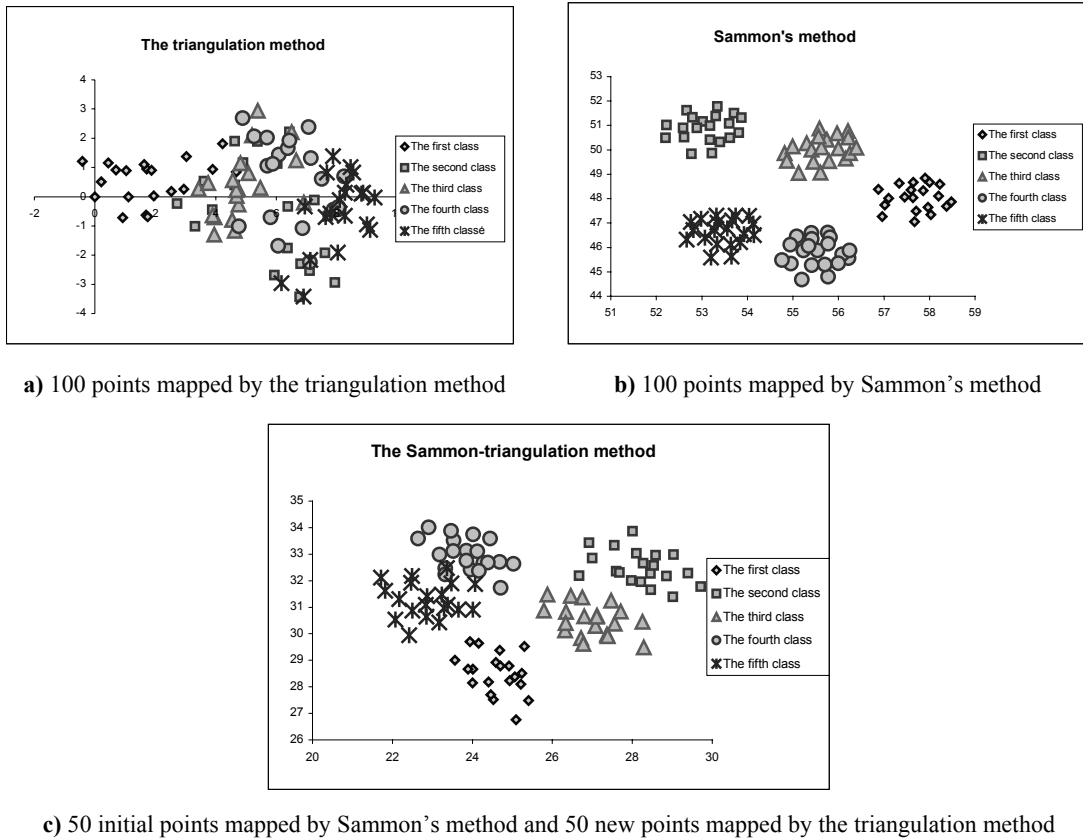 The triangulation method
4
3
2
1
0
-1
-2
-3
-4
-2 0 2 4 6 8 1
The first class
The second class
The third class
The fourth class
The fifth classé
a) 100 points mapped by the triangulation method
Sammon's method
53
52
51
50
49
48
47
46
45
44
51 52 53 54 55 56 57 58 59
The first class
The second class
The third class
The fourth class
The fifth class
b) 100 points mapped by Sammon's method
The Sammon-triangulation method
35
34
33
32
31
30
29
28
27
26
20 22 24 26 28 30
The first class
The second class
The third class
The fourth class
The fifth class
c) 50 initial points mapped by Sammon's method and 50 new points mapped by the triangulation method